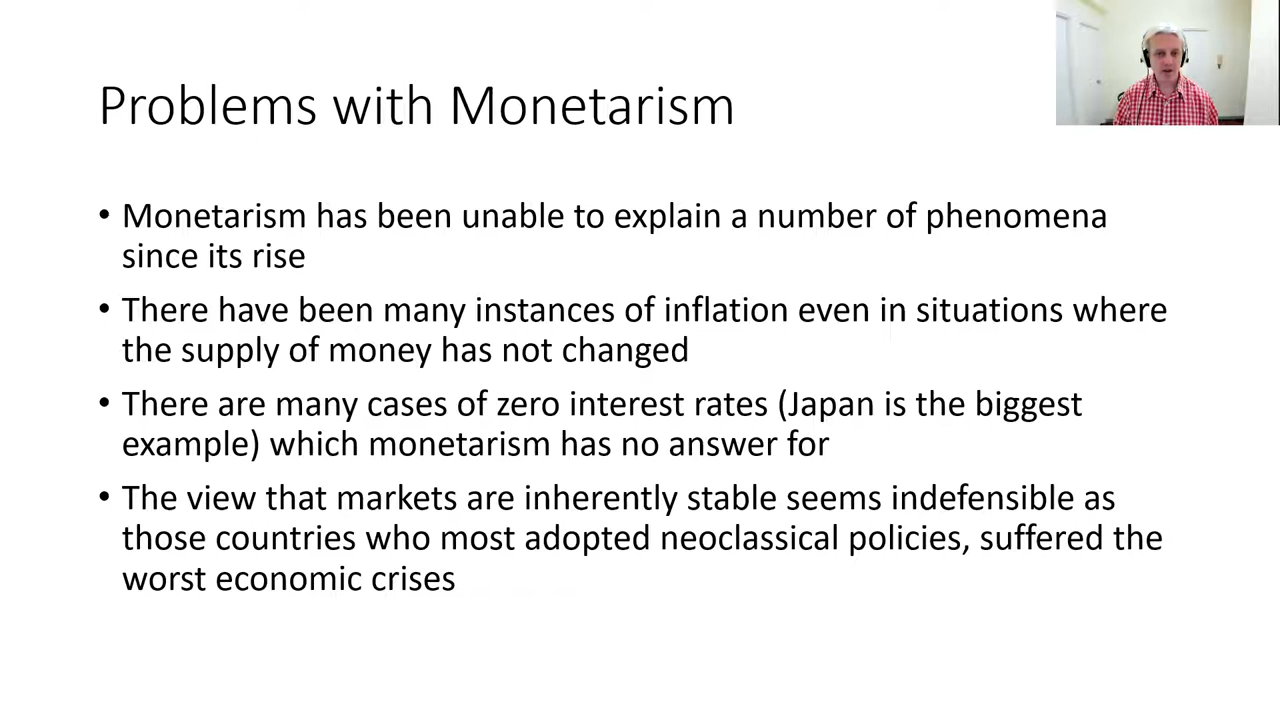 Problems with Monetarism
• Monetarism has been unable to explain a number of phenomena
since its rise
• There have been many instances of inflation even in situations where
the supply of money has not changed
• There are many cases of zero interest rates (Japan is the biggest
example) which monetarism has no answer for
• The view that markets are inherently stable seems indefensible as
those countries who most adopted neoclassical policies, suffered the
worst economic crises